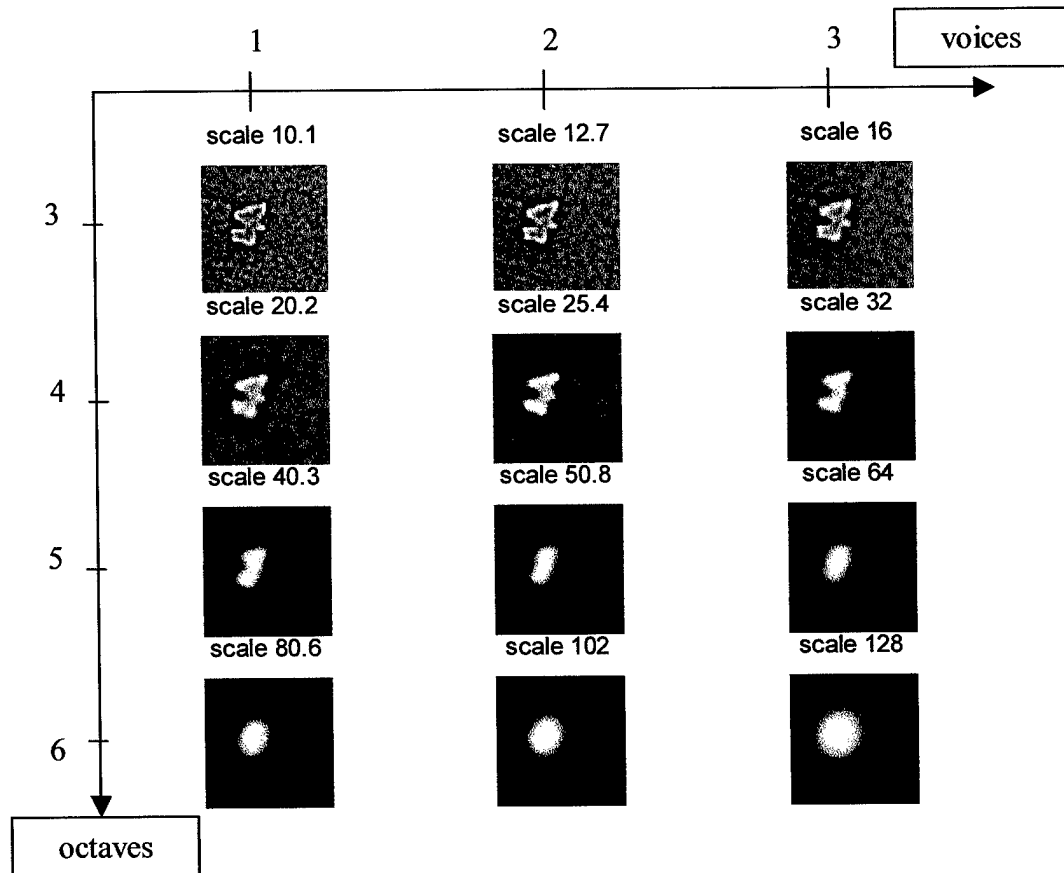 1 2 3 voices
scale 10.1 scale 12.7 scale 16
3
scale 20.2 scale 25.4 scale 32
4
scale 40.3 scale 50.8 scale 64
5
scale 80.6 scale 102 scale 128
6
octaves